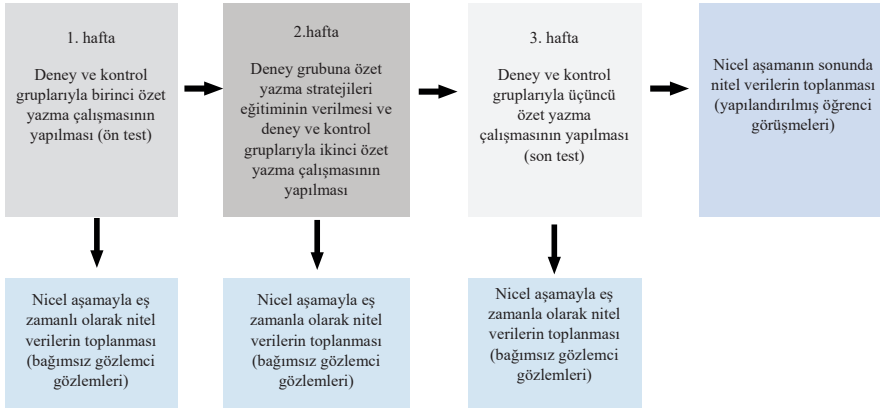 1. hafta
Deney ve kontrol
gruplarıyla birinci özet
yazma çalışmasının
yapılması (ön test)
2.hafta
Deney grubuna özet
yazma stratejileri
eğitiminin verilmesi ve
deney ve kontrol
gruplarıyla ikinci özet
yazma çalışmasının
yapılması
3. hafta
Deney ve kontrol
gruplarıyla üçüncü
özet yazma
çalışmasının yapılması
(son test)
Nicel aşamanın sonunda
nitel verilerin toplanması
(yapılandırılmış öğrenci
görüşmeleri)
Nicel aşamayla eş
zamanlı olarak nitel
verilerin toplanması
(bağımsız gözlemci
gözlemleri)
Nicel aşamayla eş
zamanla olarak nitel
verilerin toplanması
(bağımsız gözlemci
gözlemleri)
Nicel aşamayla eş
zamanla olarak nitel
verilerin toplanması
(bağımsız gözlemci
gözlemleri)